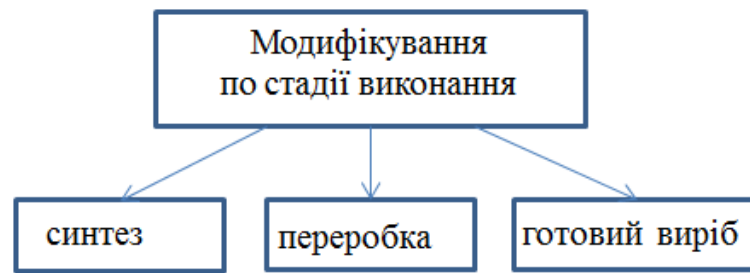 Модифікування
по стадії виконання
синтез
переробка
готовий виріб